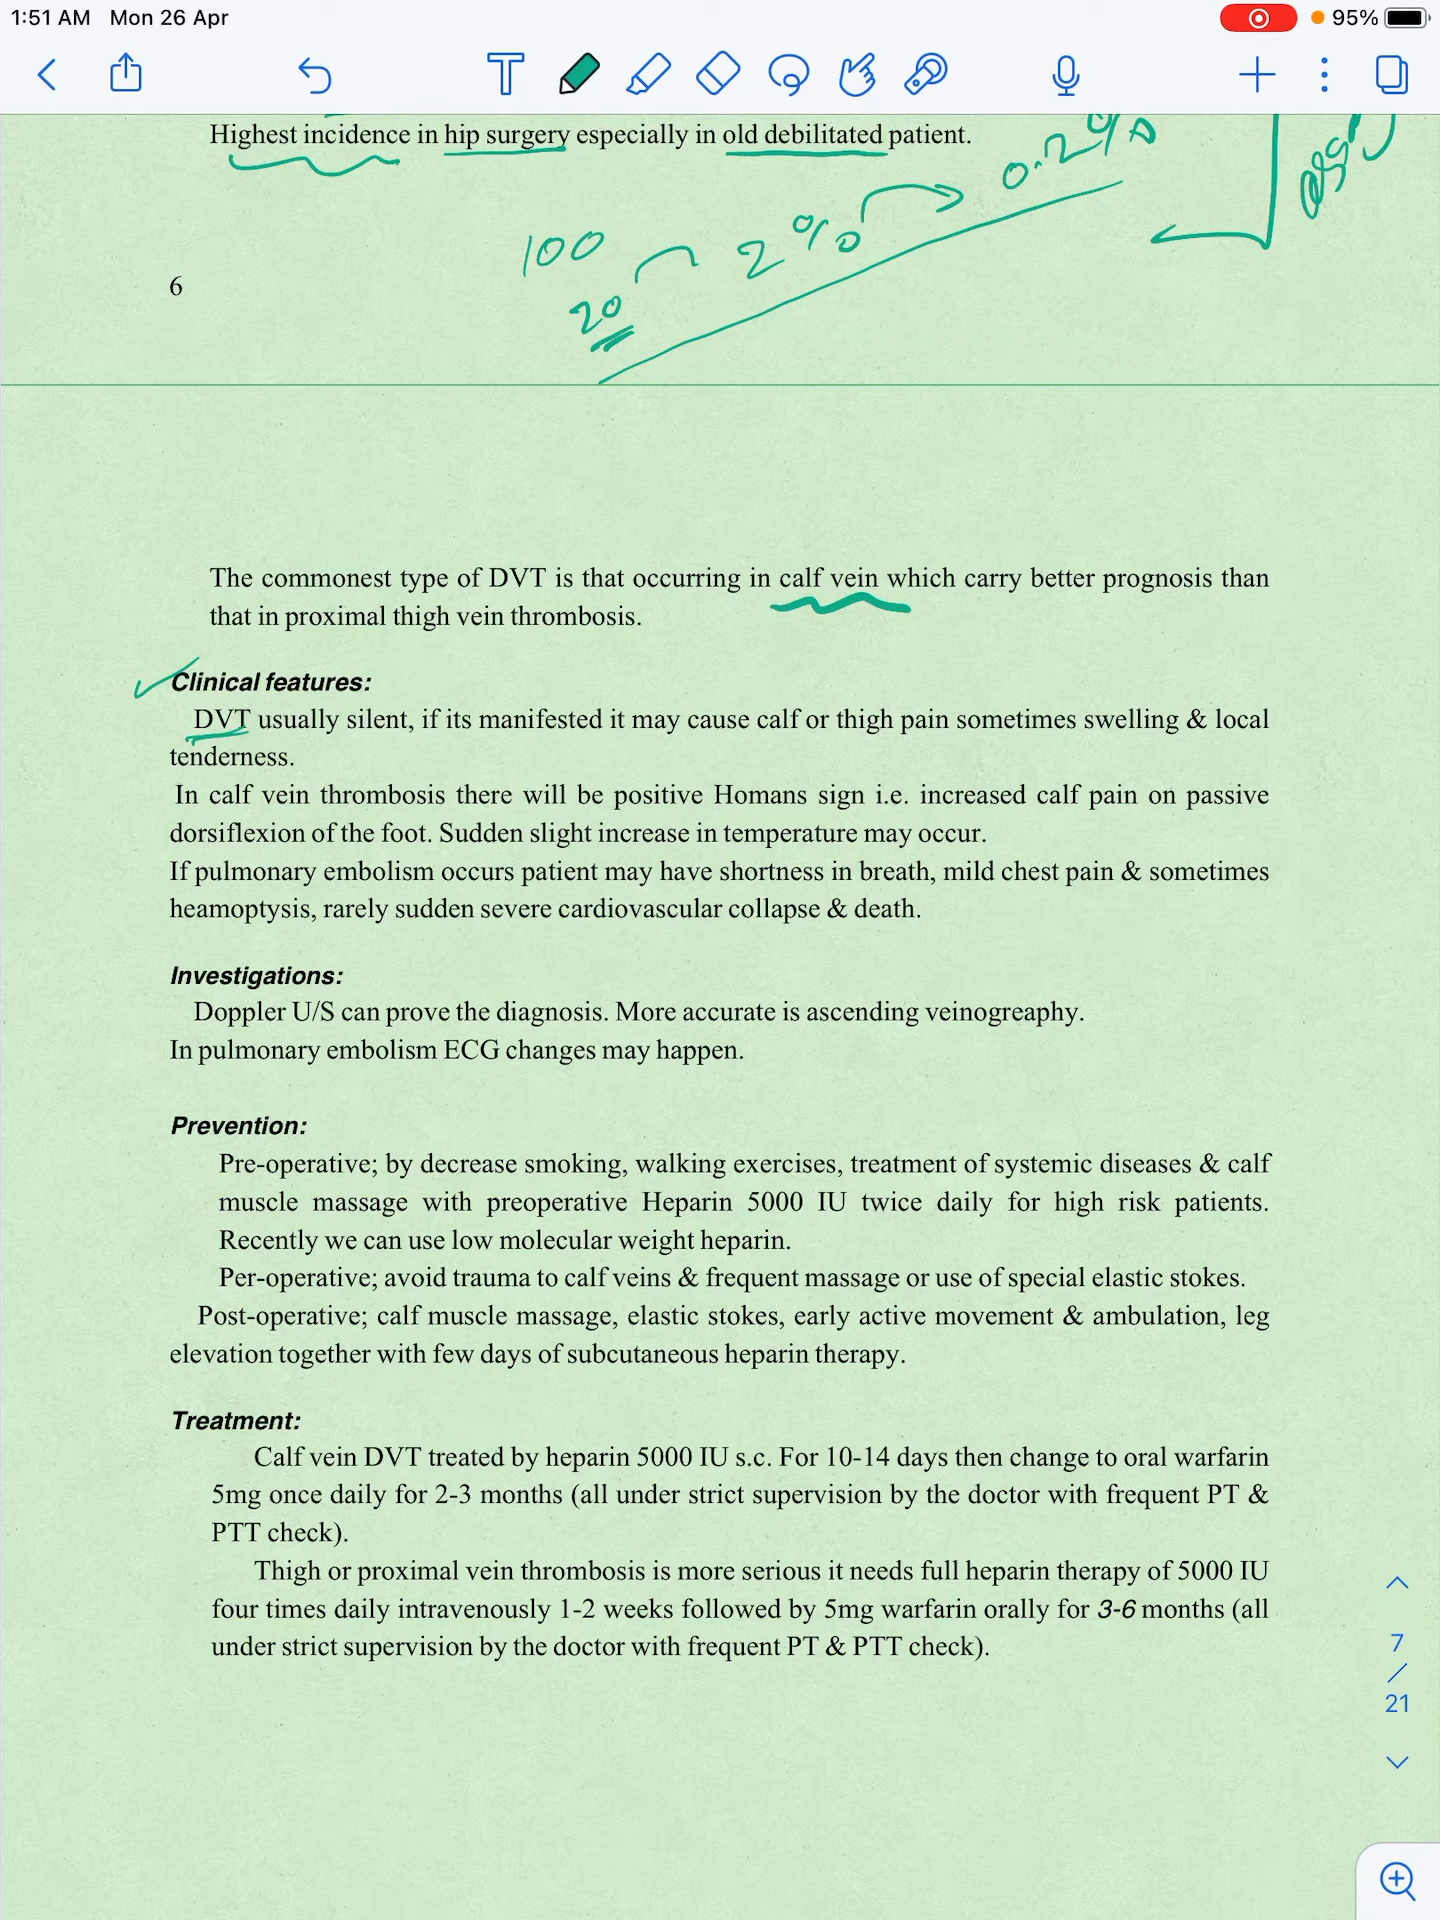 1:51 AM Mon 26 Apr
95%
T
Highest incidence in hip surgery especially in old debilitated patient.
0.2%
100
2%
20
6
The commonest type of DVT is that occurring in calf vein which carry better prognosis than
that in proximal thigh vein thrombosis.
Clinical features:
DVT usually silent, if its manifested it may cause calf or thigh pain sometimes swelling & local
tenderness.
In calf vein thrombosis there will be positive Homans sign i.e. increased calf pain on passive
dorsiflexion of the foot. Sudden slight increase in temperature may occur.
If pulmonary embolism occurs patient may have shortness in breath, mild chest pain & sometimes
heamoptysis, rarely sudden severe cardiovascular collapse & death.
Investigations:
Doppler U/S can prove the diagnosis. More accurate is ascending veinogreaphy.
In pulmonary embolism ECG changes may happen.
Prevention:
Pre-operative; by decrease smoking, walking exercises, treatment of systemic diseases & calf
muscle massage with preoperative Heparin 5000 IU twice daily for high risk patients.
Recently we can use low molecular weight heparin.
Per-operative; avoid trauma to calf veins & frequent massage or use of special elastic stokes.
Post-operative; calf muscle massage, elastic stokes, early active movement & ambulation, leg
elevation together with few days of subcutaneous heparin therapy.
Treatment:
Calf vein DVT treated by heparin 5000 IU s.c. For 10-14 days then change to oral warfarin
5mg once daily for 2-3 months (all under strict supervision by the doctor with frequent PT &
PTT check).
Thigh or proximal vein thrombosis is more serious it needs full heparin therapy of 5000 IU
four times daily intravenously 1-2 weeks followed by 5mg warfarin orally for 3-6 months (all
under strict supervision by the doctor with frequent PT & PTT check).
7
/
21